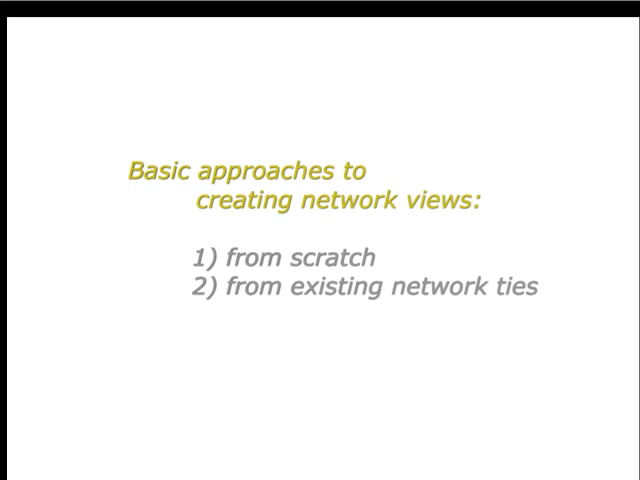 Basic approaches to
creating network views:
1) from scratch
2) from existing network ties